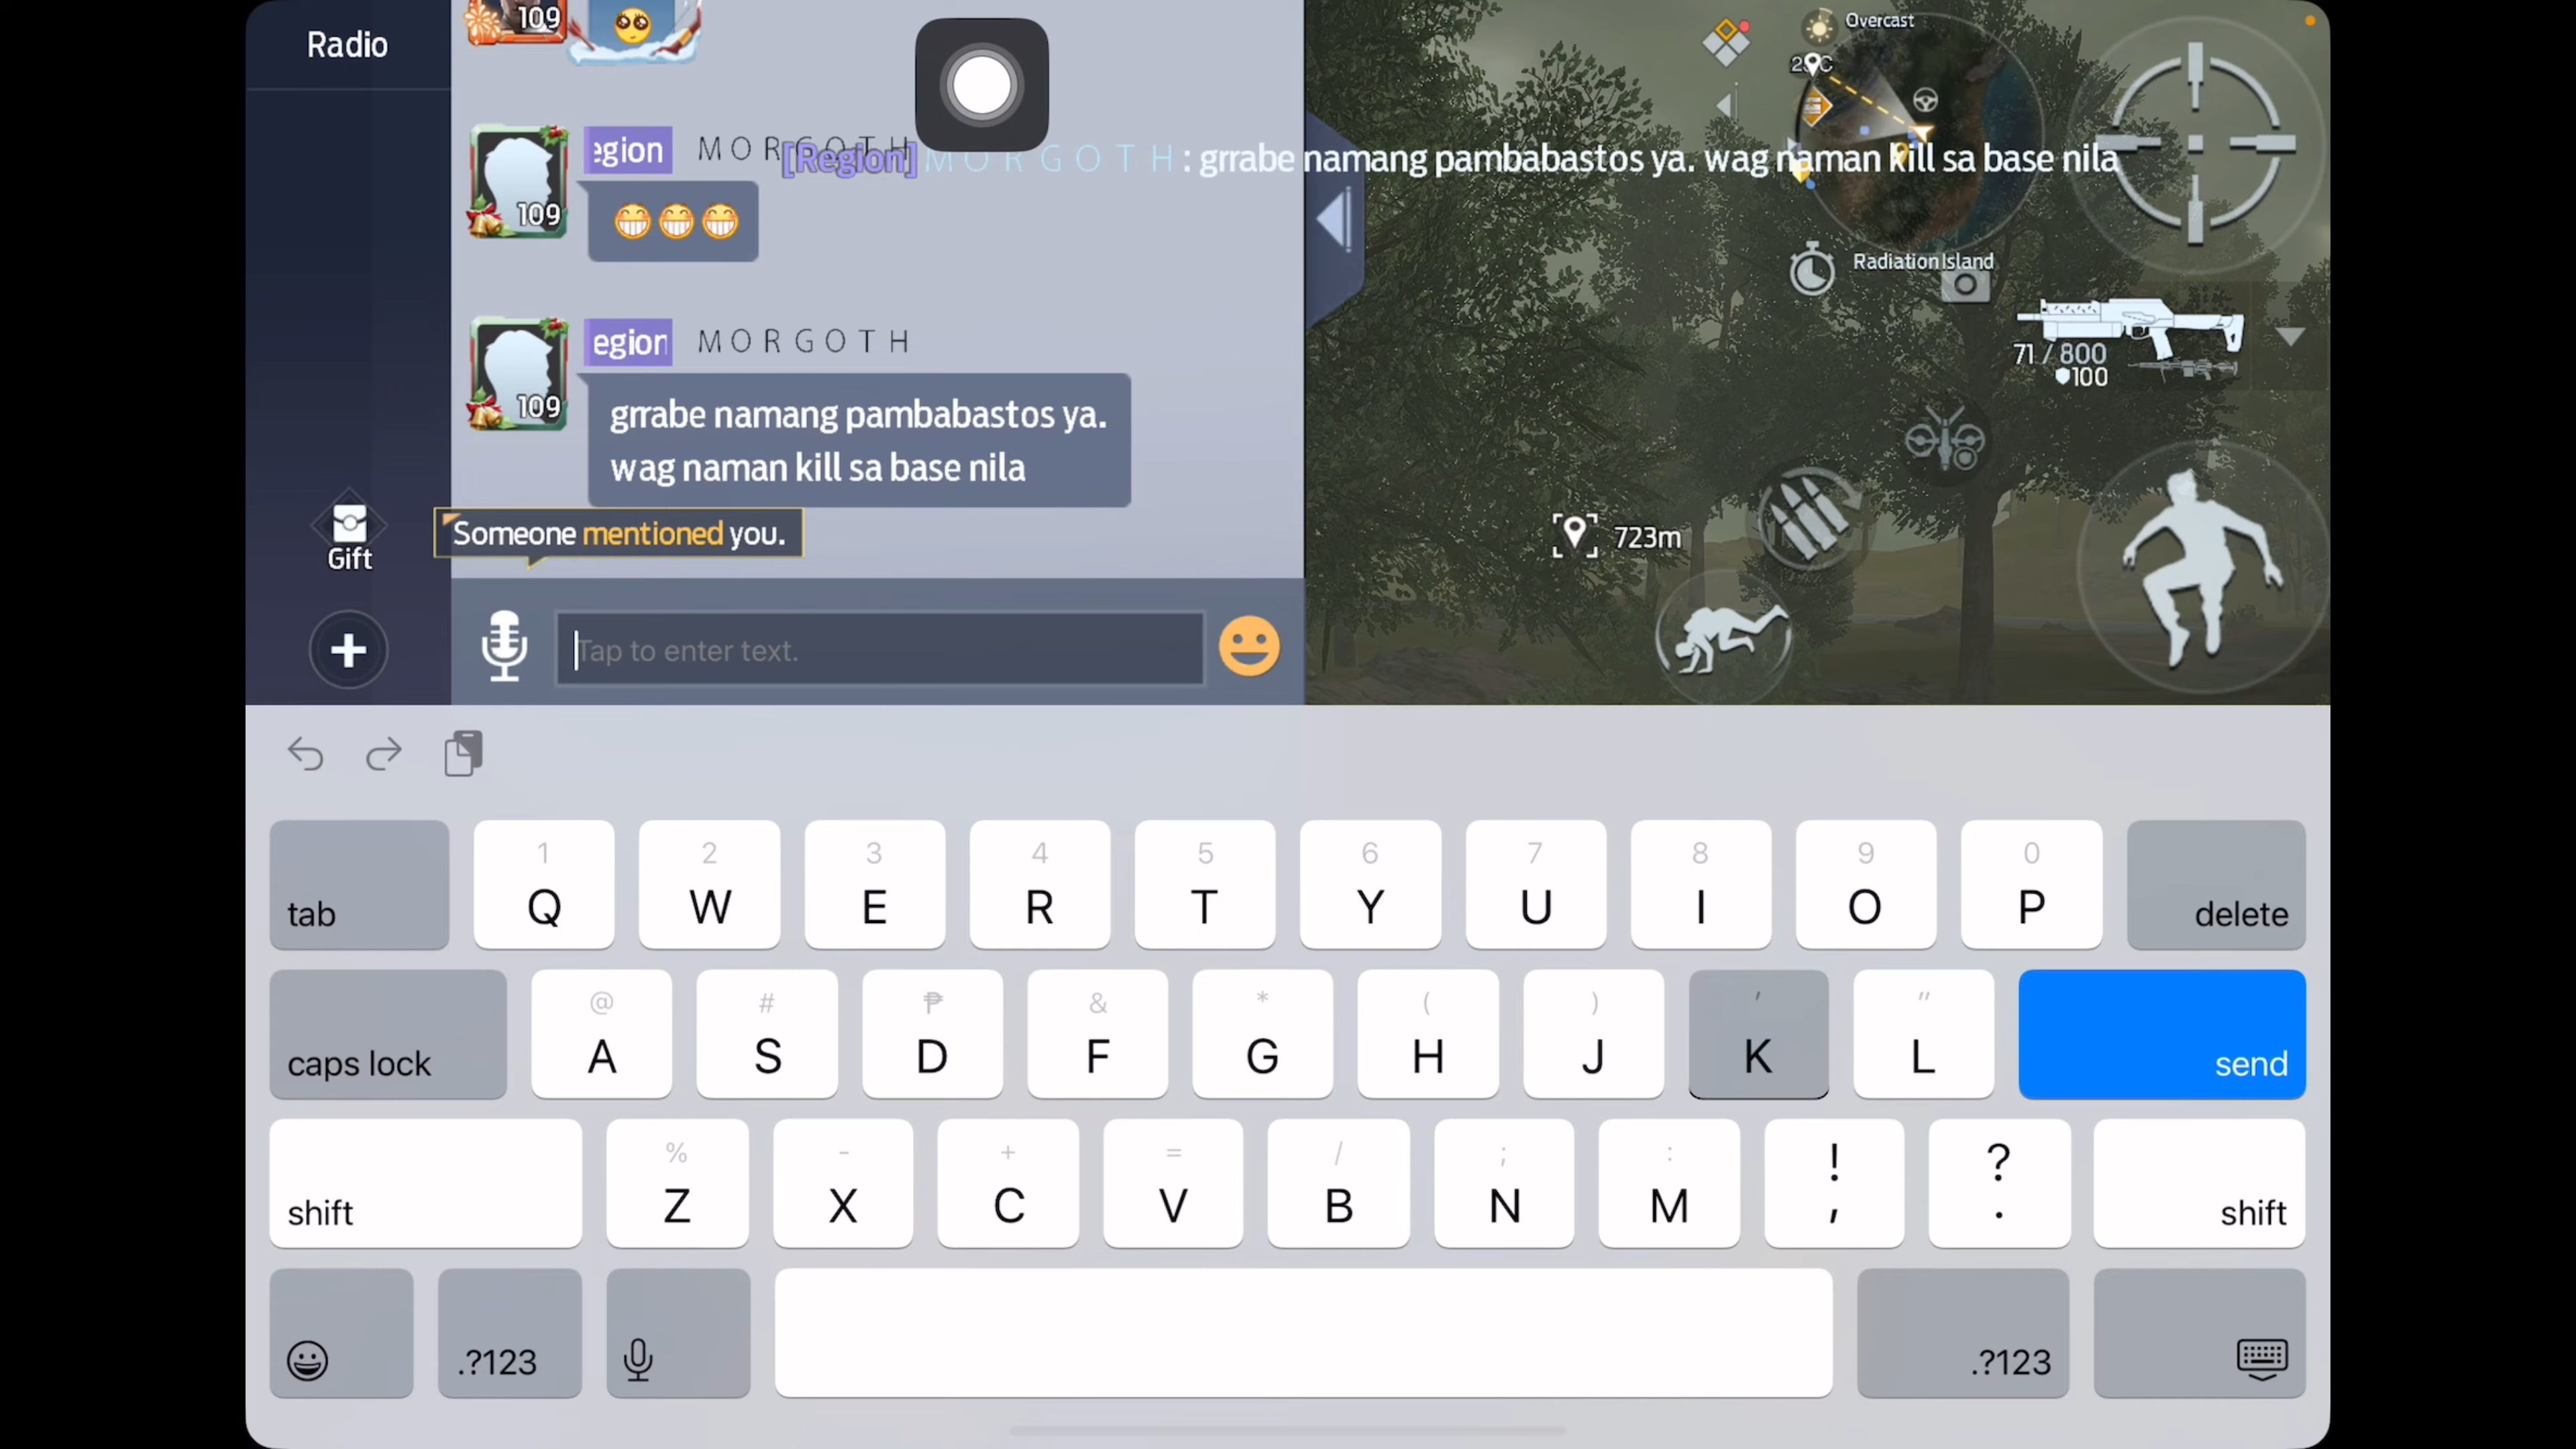 Radio
109
egion MORGOTH
109
[Region] MORGOTH: grrabe namang pambabastos ya. wag naman kill sa base nila
egion MORGOTH
109
grrabe namang pambabastos ya.
wag naman kill sa base nila
Someone mentioned you.
Gift
Tap to enter text.
Overcast
Radiation Island
71 / 800
100
723m
tab 1 Q 2 W 3 E 4 R 5 T 6 Y 7 U 8 I 9 O 0 P delete
caps lock @ A # S ₱ D & F * G ( H ) J ' K " L send
shift % Z - X + C = V / B ; N : M ! , ? . shift
.?123 .?123